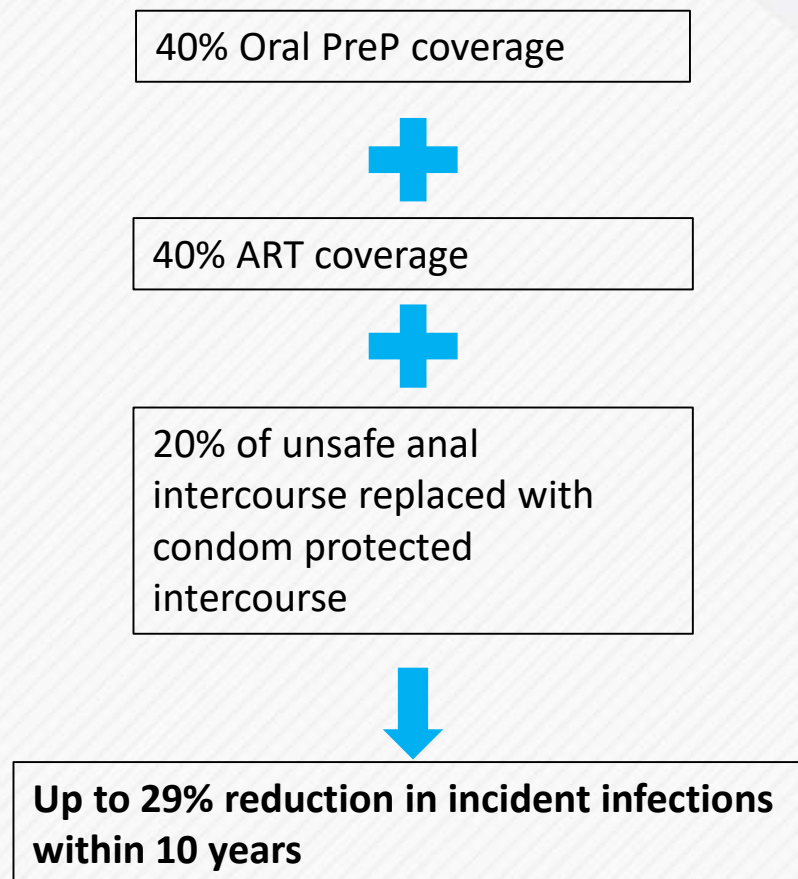 40% Oral PreP coverage
40% ART coverage
20% of unsafe anal
intercourse replaced with
condom protected
intercourse
Up to 29% reduction in incident infections
within 10 years